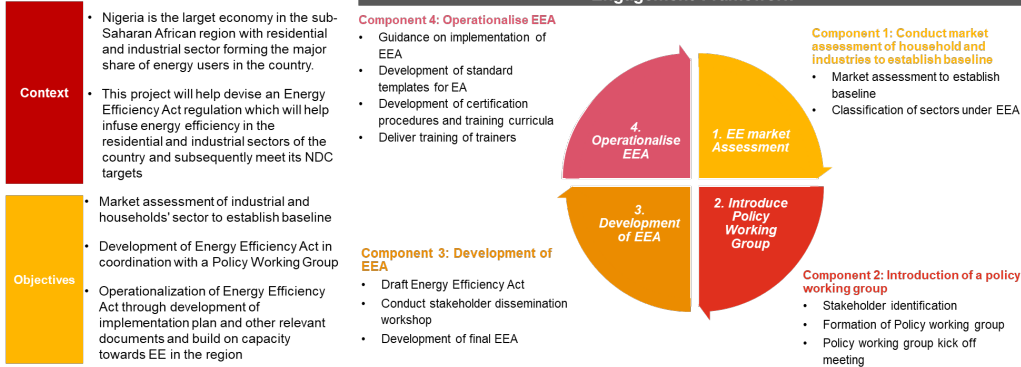 Context
• Nigeria is the larget economy in the sub-
Saharan African region with residential
and industrial sector forming the major
share of energy users in the country.
• This project will help devise an Energy
Efficiency Act regulation which will help
infuse energy efficiency in the
residential and industrial sectors of the
country and subsequently meet its NDC
targets
Objectives
• Market assessment of industrial and
households' sector to establish baseline
• Development of Energy Efficiency Act in
coordination with a Policy Working Group
• Operationalization of Energy Efficiency
Act through development of
implementation plan and other relevant
documents and build on capacity
towards EE in the region
Component 4: Operationalise EEA
• Guidance on implementation of
EEA
• Development of standard
templates for EA
• Development of certification
procedures and training curricula
• Deliver training of trainers
Component 1: Conduct market
assessment of household and
industries to establish baseline
• Market assessment to establish
baseline
• Classification of sectors under EEA
4.
Operationalise
EEA
1. EE market
Assessment
3.
Development
of EEA
2. Introduce
Policy
Working
Group
Component 3: Development of
EEA
• Draft Energy Efficiency Act
• Conduct stakeholder dissemination
workshop
• Development of final EEA
Component 2: Introduction of a policy
working group
• Stakeholder identification
• Formation of Policy working group
• Policy working group kick off
meeting